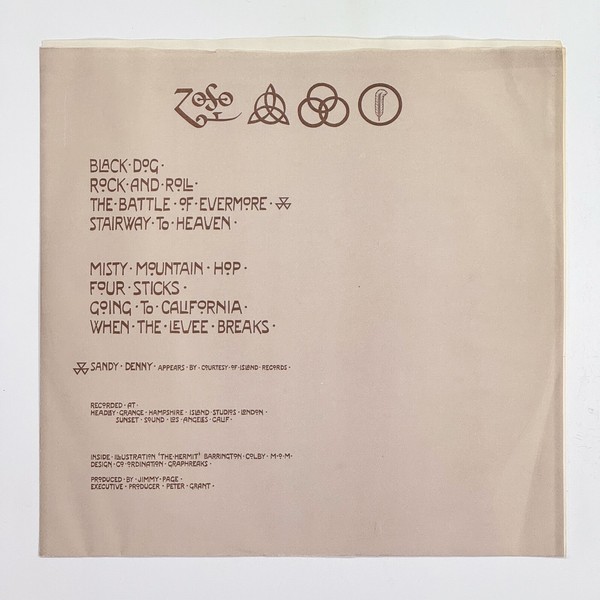 ZOSO
BLACK·DOG·
ROCK·AND·ROLL·
THE·BATTLE·OF·EVERMORE·
STAIRWAY·TO·HEAVEN·
MISTY·MOUNTAIN·HOP·
FOUR·STICKS·
GOING·TO·CALIFORNIA·
WHEN·THE·LEVEE·BREAKS·
SANDY·DENNY·APPEARS·BY·COURTESY·OF·ISLAND·RECORDS·
RECORDED·AT·
HEADLEY·GRANGE·HAMPSHIRE·ISLAND·STUDIOS·LONDON·
SUNSET·SOUND·LOS·ANGELES·CALIF·
INSIDE·ILLUSTRATION 'THE·HERMIT' BARRINGTON·COLBY·M·O·M·
DESIGN·CO·ORDINATION·GRAPHREAKS·
PRODUCED·BY·JIMMY·PAGE·
EXECUTIVE·PRODUCER·PETER·GRANT·